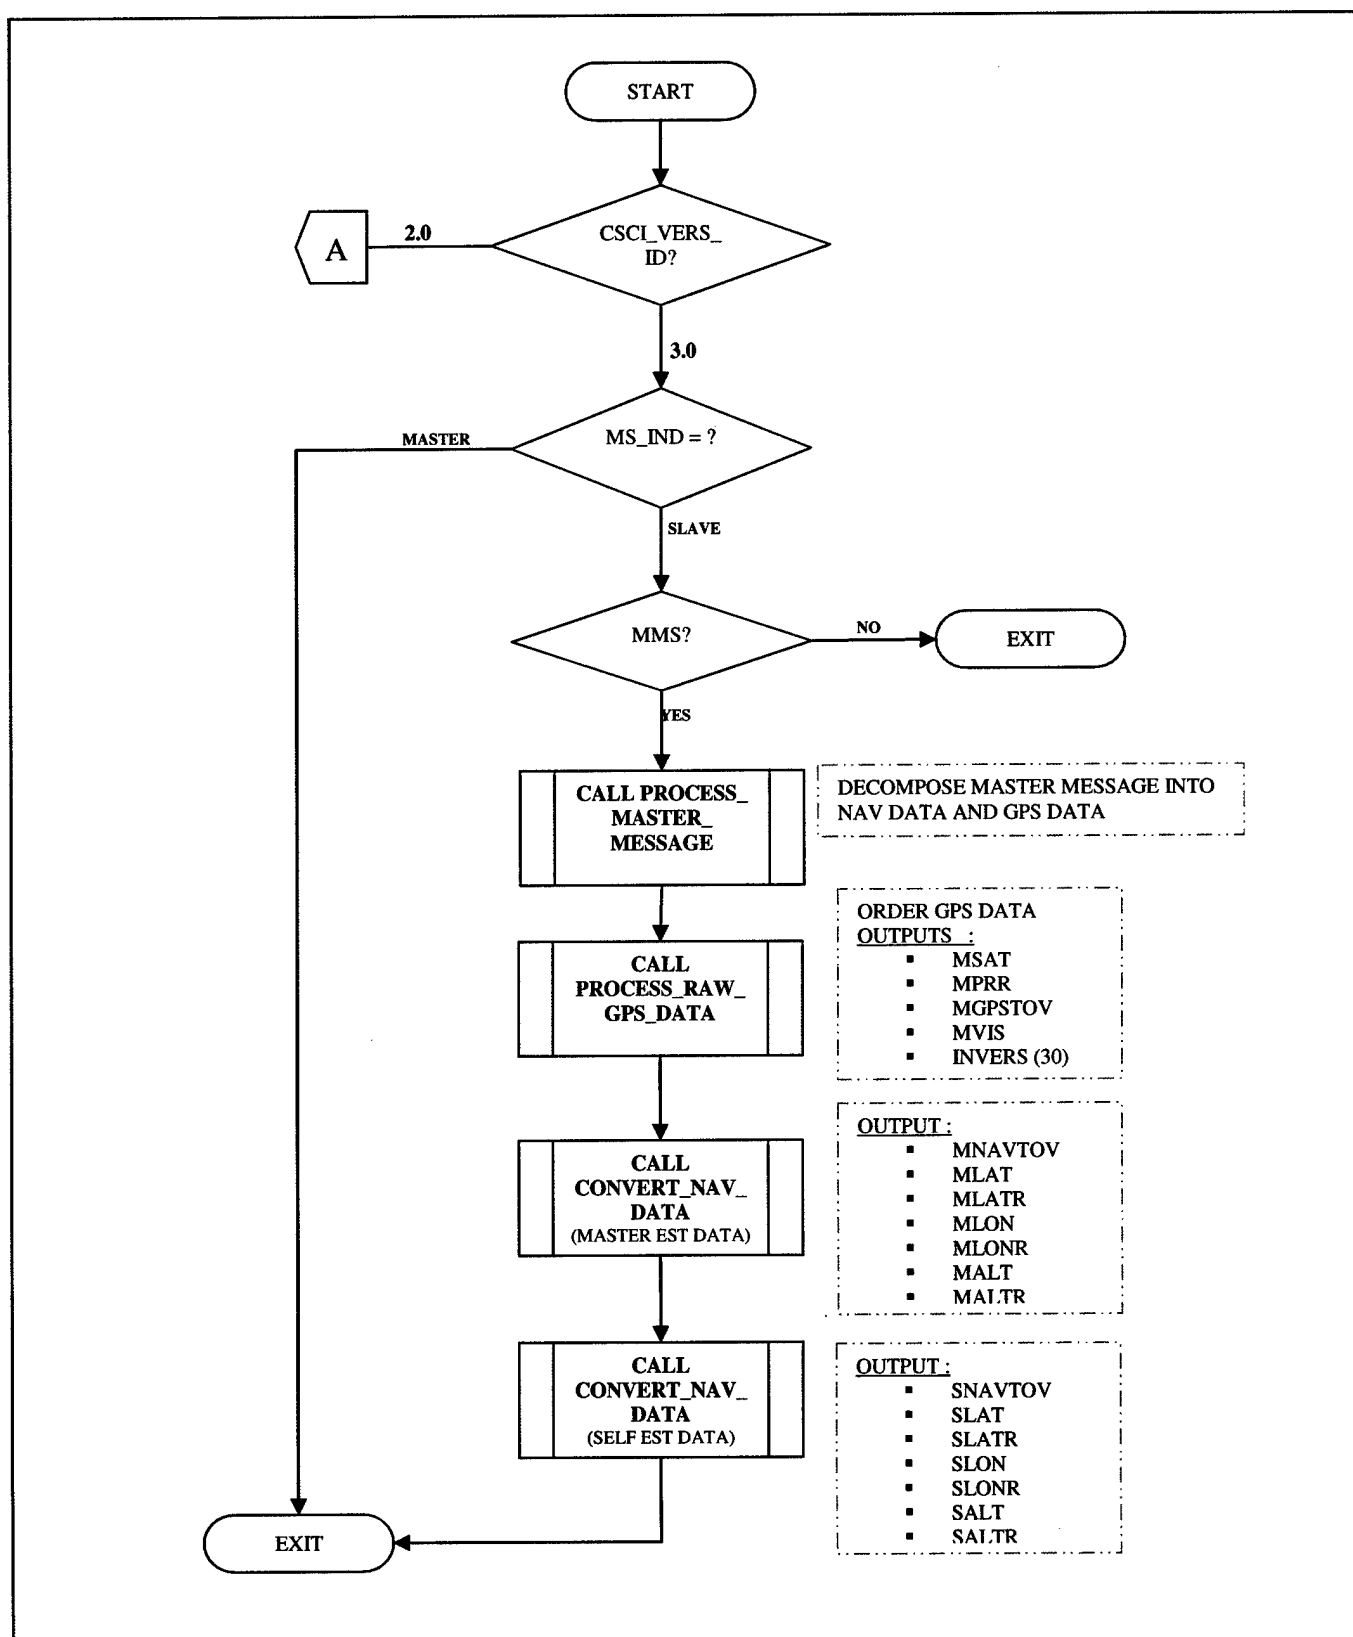 START
CSCI_VERS_
ID?
2.0
A
3.0
MS_IND = ?
MASTER
SLAVE
MMS?
NO
EXIT
YES
CALL PROCESS_
MASTER_
MESSAGE
DECOMPOSE MASTER MESSAGE INTO
NAV DATA AND GPS DATA
CALL
PROCESS_RAW_
GPS_DATA
ORDER GPS DATA
OUTPUTS :
▪ MSAT
▪ MPRR
▪ MGPSTOV
▪ MVIS
▪ INVERS (30)
CALL
CONVERT_NAV_
DATA
(MASTER EST DATA)
OUTPUT :
▪ MNAVTOV
▪ MLAT
▪ MLATR
▪ MLON
▪ MLONR
▪ MALT
▪ MALTR
CALL
CONVERT_NAV_
DATA
(SELF EST DATA)
OUTPUT :
▪ SNAVTOV
▪ SLAT
▪ SLATR
▪ SLON
▪ SLONR
▪ SALT
▪ SALTR
EXIT